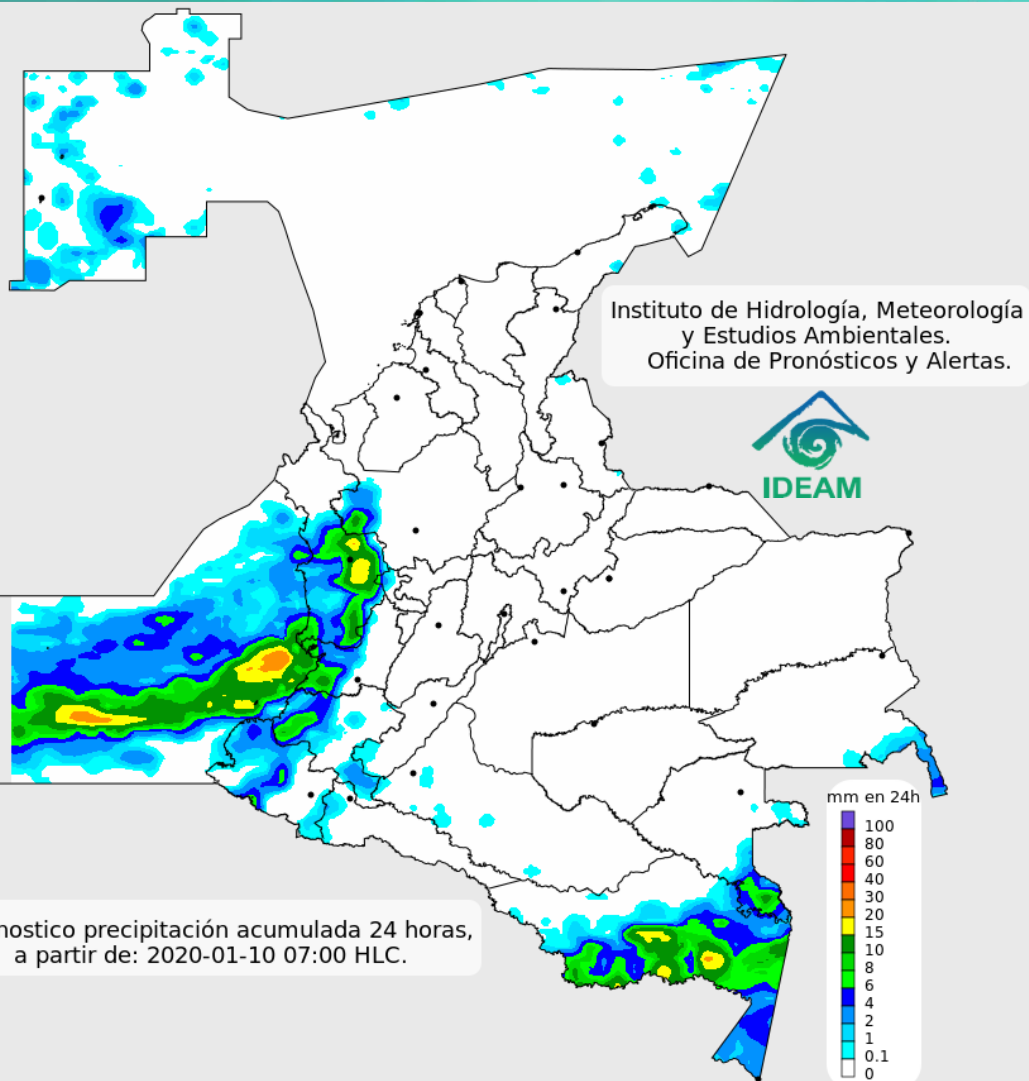 Instituto de Hidrología, Meteorología
y Estudios Ambientales.
Oficina de Pronósticos y Alertas.
IDEAM
mm en 24h
100
80
60
40
30
20
15
10
8
6
4
2
1
0.1
0
nostico precipitación acumulada 24 horas,
a partir de: 2020-01-10 07:00 HLC.